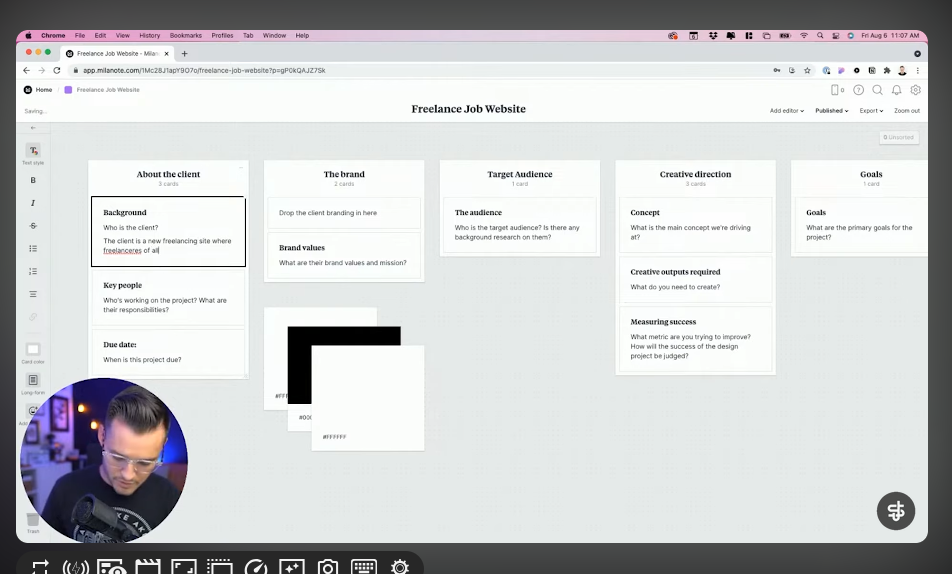 Chrome File Edit View History Bookmarks Profiles Tab Window Help Fri Aug 6 11:07 AM
Freelance Job Website - Milan
app.milanote.com/1Mc28J1apY9O7o/freelance-job-website?p=gP0kQAJZ7Sk
Home / Freelance Job Website 0
Saving... Freelance Job Website Add editor Published Export Zoom out
0 Unsorted
Text style
B
I
S
Card color
Long-form
Trash
About the client
3 cards
Background
Who is the client?
The client is a new freelancing site where
freelanceres of all
Key people
Who's working on the project? What are
their responsibilities?
Due date:
When is this project due?
The brand
2 cards
Drop the client branding in here
Brand values
What are their brand values and mission?
#FFF
#000
#FFFFFF
Target Audience
1 card
The audience
Who is the target audience? Is there any
background research on them?
Creative direction
3 cards
Concept
What is the main concept we're driving
at?
Creative outputs required
What do you need to create?
Measuring success
What metric are you trying to improve?
How will the success of the design
project be judged?
Goals
1 card
Goals
What are the primary goals for the
project?